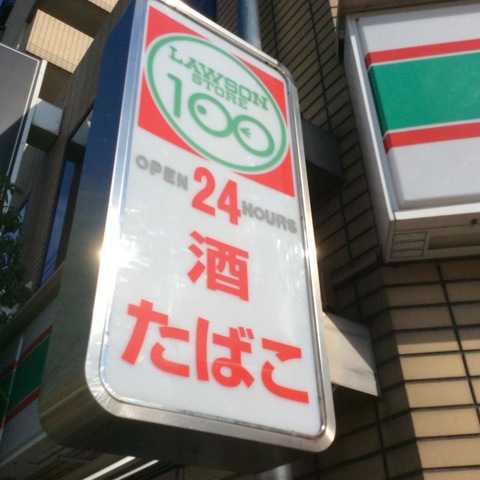 LAWSON
STORE
100
OPEN 24 HOURS
酒
たばこ